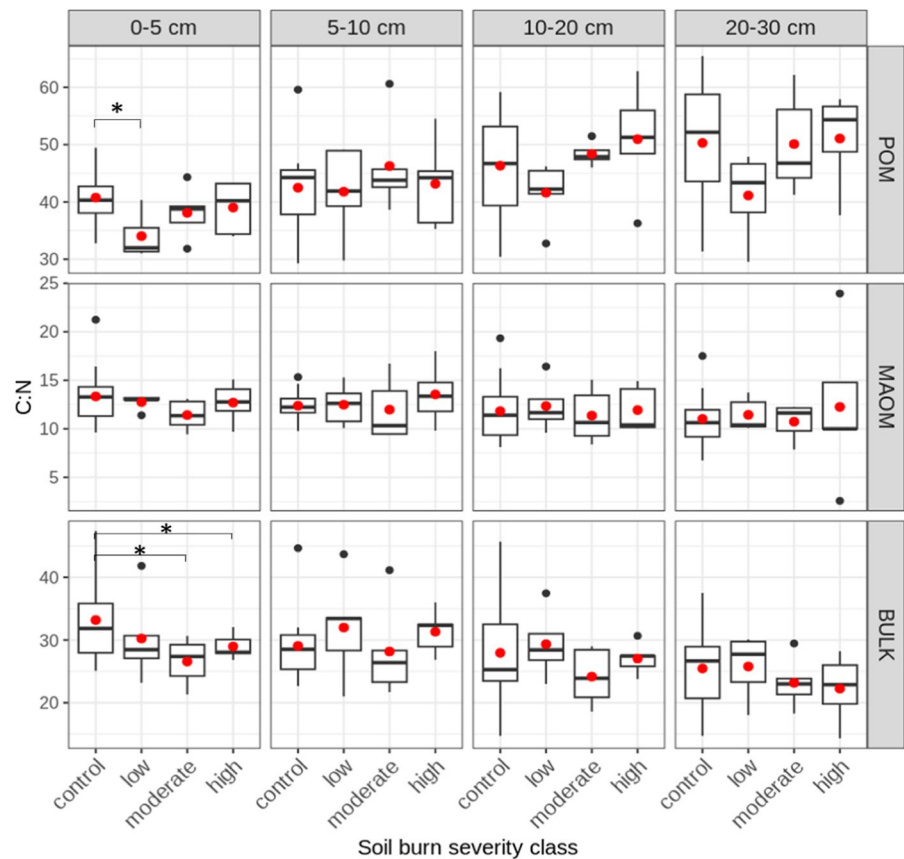 0-5 cm 5-10 cm 10-20 cm 20-30 cm
60
50
40
30
*
POM
25
20
15
10
5
MAOM
C:N
40
30
20
*
*
BULK
control low moderate high control low moderate high control low moderate high control low moderate high
Soil burn severity class